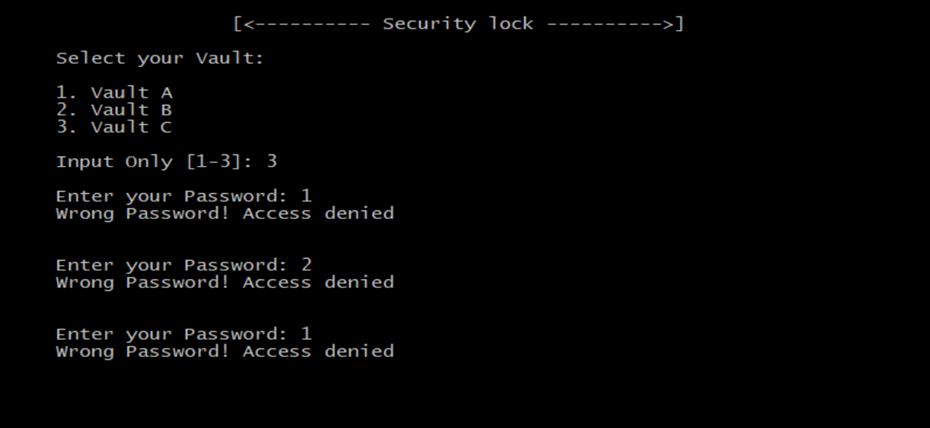 [<---------- Security lock ---------->]
Select your Vault:
1. Vault A
2. Vault B
3. Vault C
Input Only [1-3]: 3
Enter your Password: 1
Wrong Password! Access denied
Enter your Password: 2
Wrong Password! Access denied
Enter your Password: 1
Wrong Password! Access denied